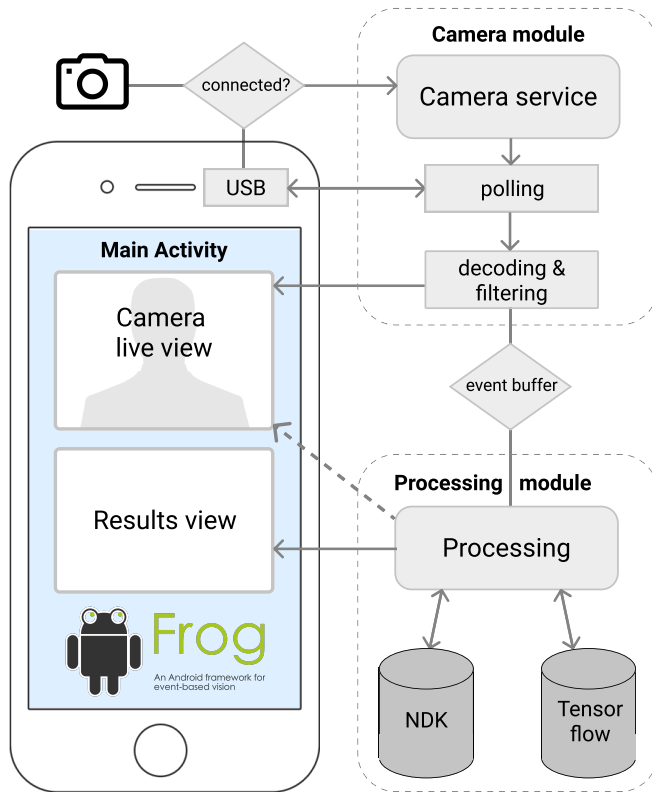 Camera module
connected?
Camera service
USB
polling
Main Activity
decoding &
filtering
Camera
live view
event buffer
Processing module
Results view
Processing
Frog
An Android framework for
event-based vision
NDK
Tensor
flow